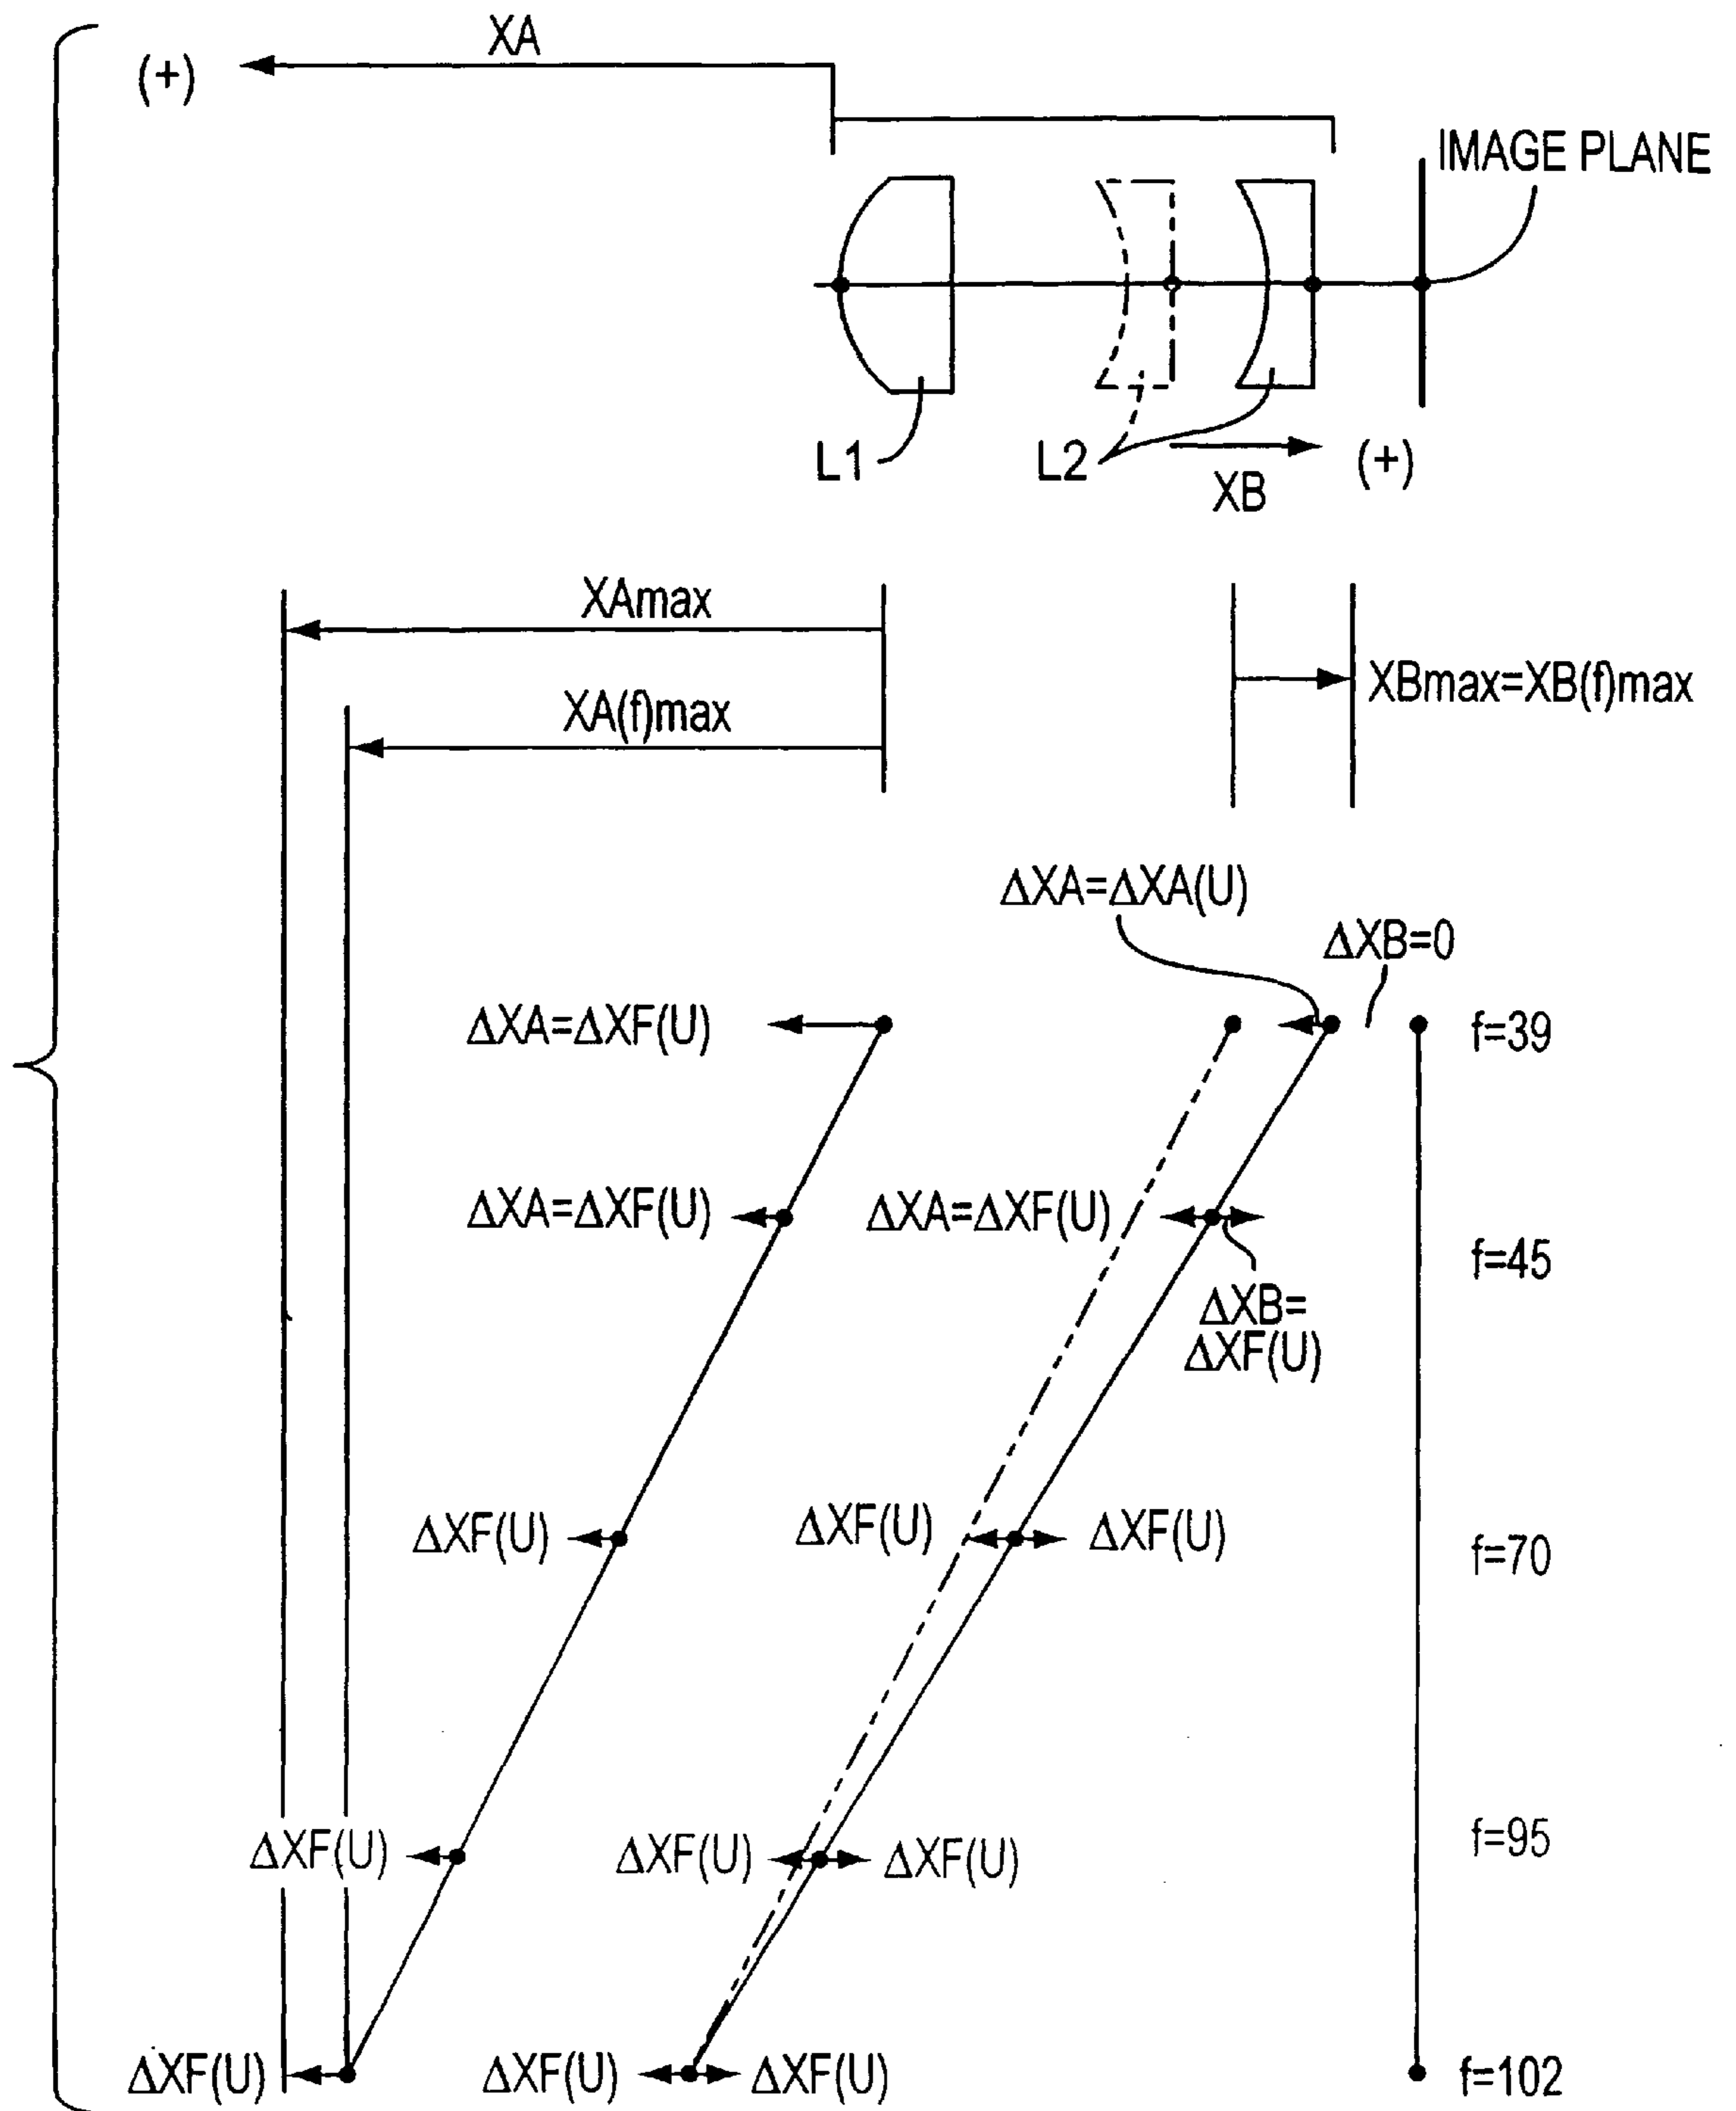 XA
(+)
IMAGE PLANE
L1
L2
(+)
XB
XAmax
XBmax=XB(f)max
XA(f)max
ΔXA=ΔXA(U)
ΔXB=0
ΔXA=ΔXF(U)
f=39
ΔXA=ΔXF(U)
ΔXA=ΔXF(U)
f=45
ΔXB=
ΔXF(U)
ΔXF(U)
ΔXF(U)
ΔXF(U)
f=70
ΔXF(U)
ΔXF(U)
ΔXF(U)
f=95
ΔXF(U)
ΔXF(U)
ΔXF(U)
f=102